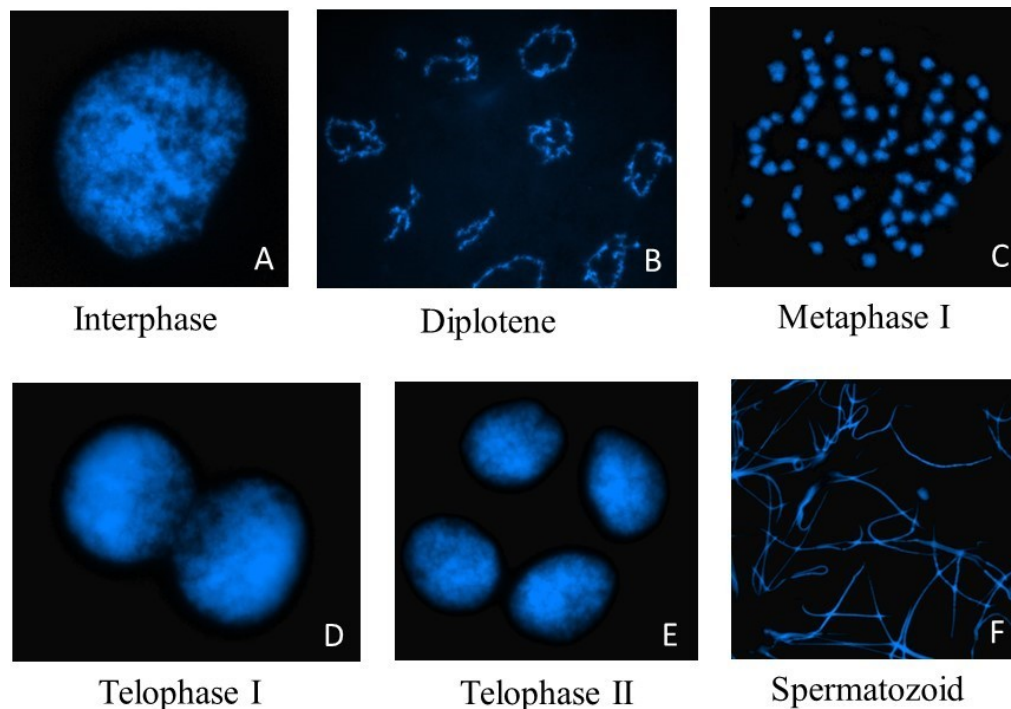 A
B
C
Interphase
Diplotene
Metaphase I
D
E
F
Telophase I
Telophase II
Spermatozoid